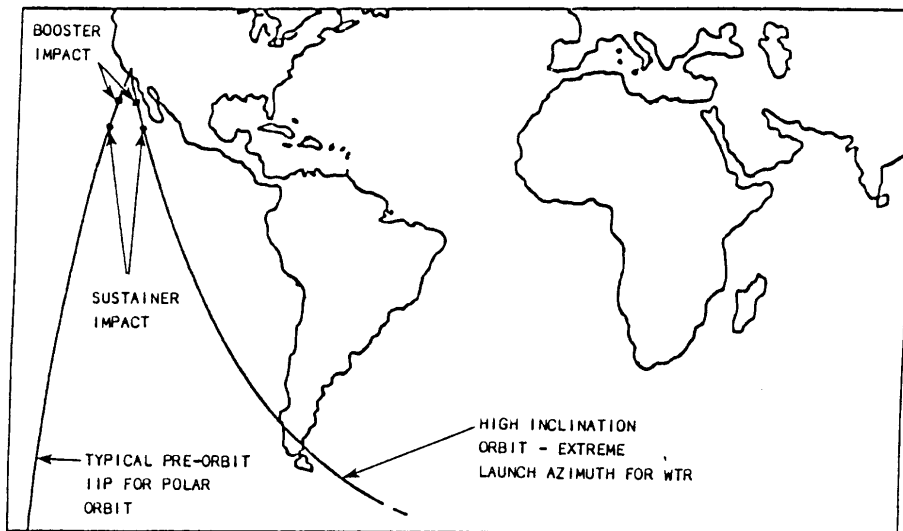 BOOSTER
IMPACT
SUSTAINER
IMPACT
TYPICAL PRE-ORBIT
IIP FOR POLAR
ORBIT
HIGH INCLINATION
ORBIT - EXTREME
LAUNCH AZIMUTH FOR WTR